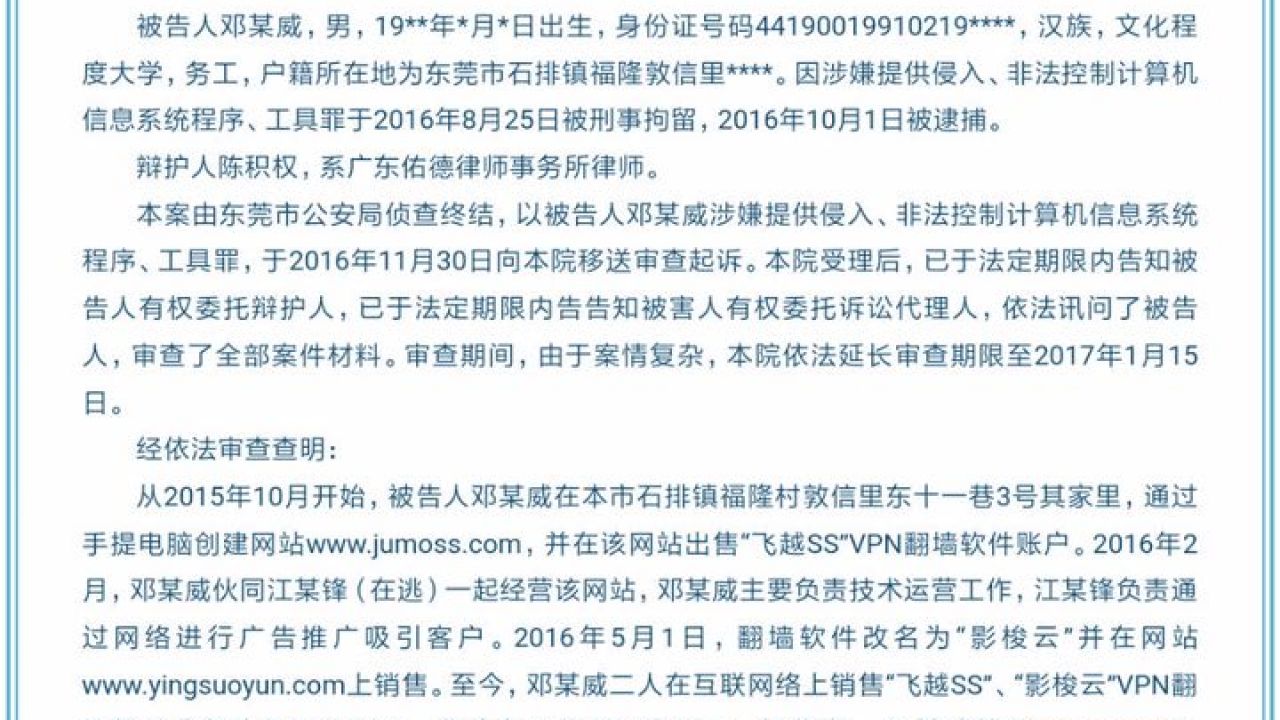 被告人邓某威，男，19**年*月*日出生，身份证号码44190019910219****，汉族，文化程
度大学，务工，户籍所在地为东莞市石排镇福隆敦信里****。因涉嫌提供侵入、非法控制计算机
信息系统程序、工具罪于2016年8月25日被刑事拘留，2016年10月1日被逮捕。
辩护人陈积权，系广东佑德律师事务所律师。
本案由东莞市公安局侦查终结，以被告人邓某威涉嫌提供侵入、非法控制计算机信息系统
程序、工具罪，于2016年11月30日向本院移送审查起诉。本院受理后，已于法定期限内告知被
告人有权委托辩护人，已于法定期限内告告知被害人有权委托诉讼代理人，依法讯问了被告
人，审查了全部案件材料。审查期间，由于案情复杂，本院依法延长审查期限至2017年1月15
日。
经依法审查查明：
从2015年10月开始，被告人邓某威在本市石排镇福隆村敦信里东十一巷3号其家里，通过
手提电脑创建网站www.jumoss.com，并在该网站出售“飞越SS”VPN翻墙软件账户。2016年2
月，邓某威伙同江某锋（在逃）一起经营该网站，邓某威主要负责技术运营工作，江某锋负责通
过网络进行广告推广吸引客户。2016年5月1日，翻墙软件改名为“影梭云”并在网站
www.yingsuoyun.com上销售。至今，邓某威二人在互联网络上销售“飞越SS”、“影梭云”VPN翻